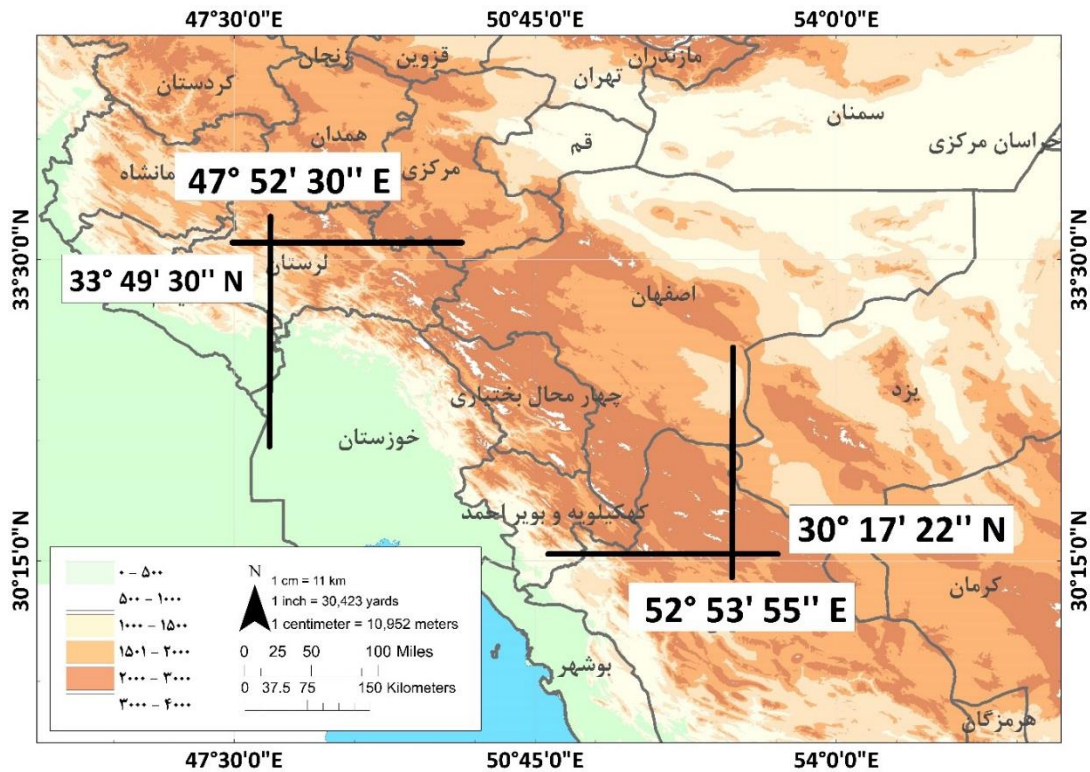 47°30'0"E 50°45'0"E 54°0'0"E
کردستان
زنجان
قزوین
مازندران
تهران
سمنان
همدان
قم
خراسان مرکزی
مانشاه
مرکزی
47° 52' 30'' E
33°30'0"N
33°30'0"N
33° 49' 30'' N
لرستان
اصفهان
یزد
چهار محال بختیاری
خوزستان
کهکیلویه و بویر احمد
30° 17' 22'' N
30°15'0"N
30°15'0"N
کرمان
52° 53' 55'' E
بوشهر
هرمزگان
۰ – ۵۰۰
۵۰۰ – ۱۰۰۰
۱۰۰۰ – ۱۵۰۰
۱۵۰۱ – ۲۰۰۰
۲۰۰۰ – ۳۰۰۰
۳۰۰۰ – ۴۰۰۰
N
1 cm = 11 km
1 inch = 30,423 yards
1 centimeter = 10,952 meters
0 25 50 100 Miles
0 37.5 75 150 Kilometers
47°30'0"E 50°45'0"E 54°0'0"E